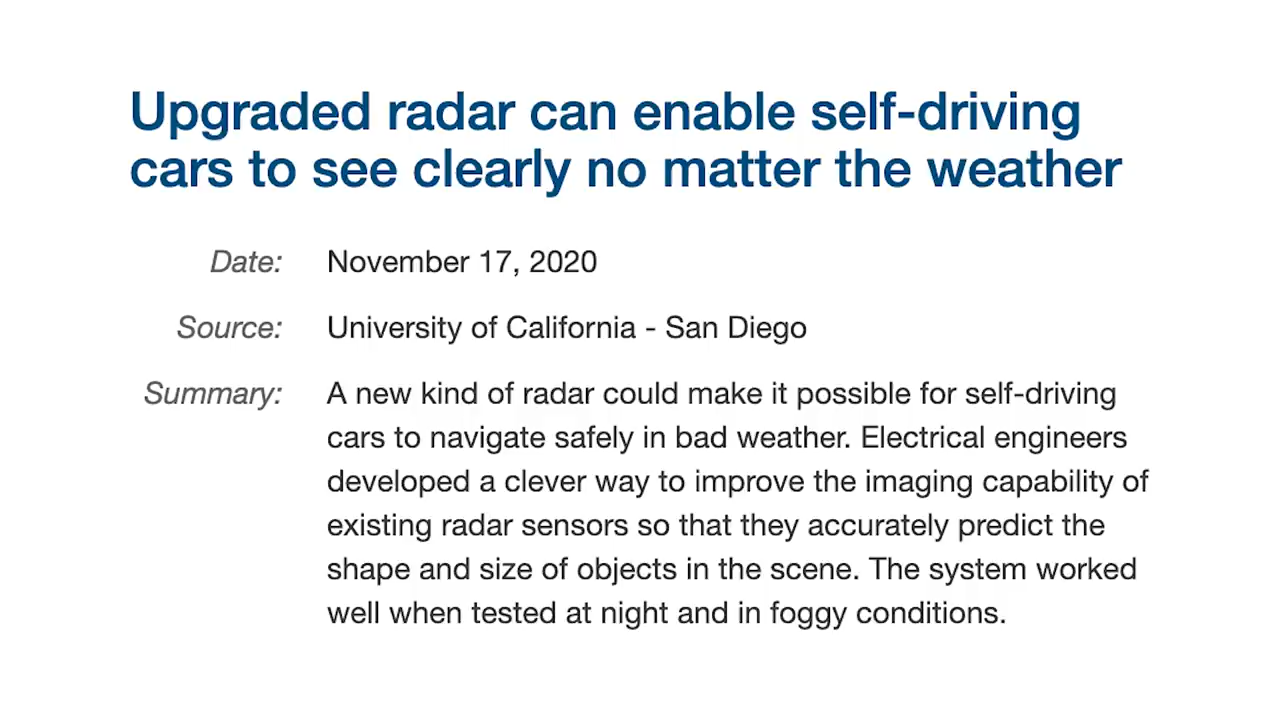 Upgraded radar can enable self-driving
cars to see clearly no matter the weather
Date: November 17, 2020
Source: University of California - San Diego
Summary: A new kind of radar could make it possible for self-driving
cars to navigate safely in bad weather. Electrical engineers
developed a clever way to improve the imaging capability of
existing radar sensors so that they accurately predict the
shape and size of objects in the scene. The system worked
well when tested at night and in foggy conditions.